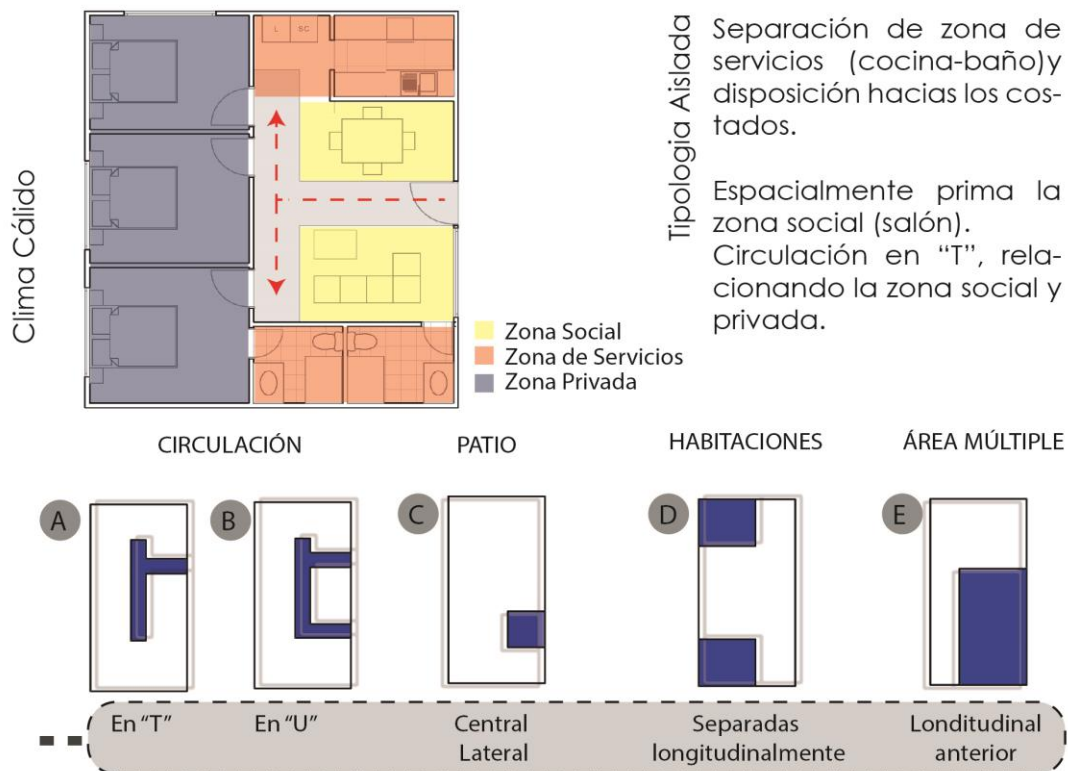 Clima Cálido
L
SC
Zona Social
Zona de Servicios
Zona Privada
Tipologia Aislada
Separación de zona de
servicios (cocina-baño)y
disposición hacias los cos-
tados.
Espacialmente prima la
zona social (salón).
Circulación en “T”, rela-
cionando la zona social y
privada.
CIRCULACIÓN
PATIO
HABITACIONES
ÁREA MÚLTIPLE
A
B
C
D
E
En “T”
En “U”
Central
Lateral
Separadas
longitudinalmente
Londitudinal
anterior